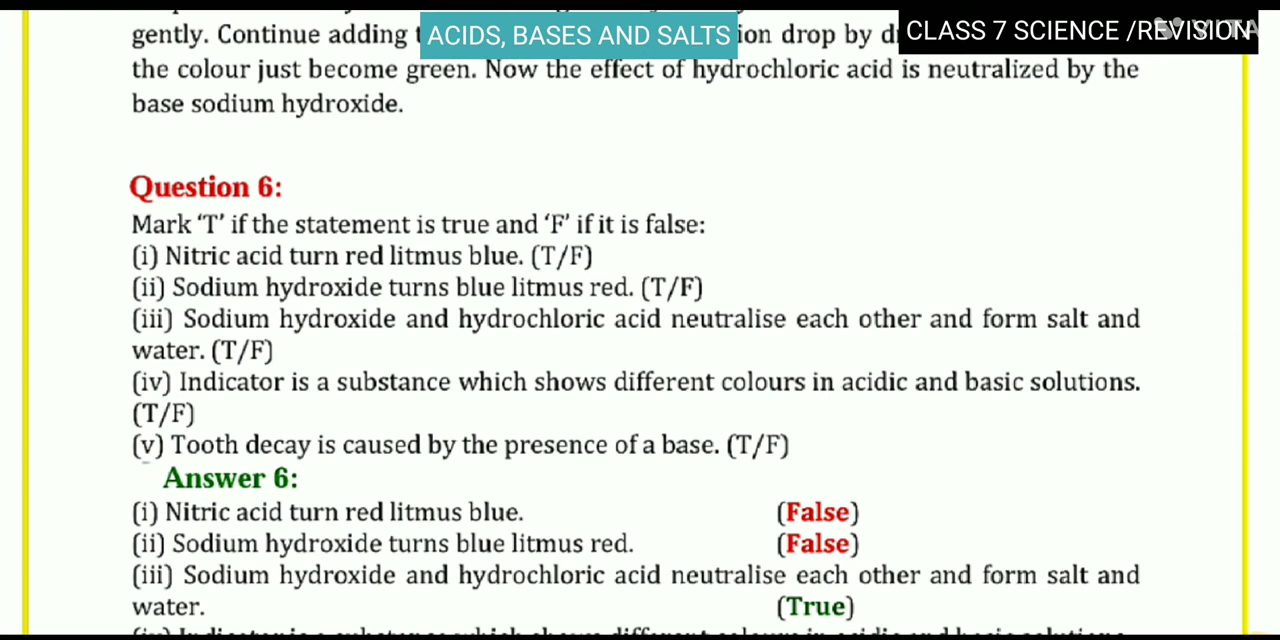 ACIDS, BASES AND SALTS
CLASS 7 SCIENCE /REVISION
gently. Continue adding ion drop by
the colour just become green. Now the effect of hydrochloric acid is neutralized by the
base sodium hydroxide.
Question 6:
Mark ‘T’ if the statement is true and ‘F’ if it is false:
(i) Nitric acid turn red litmus blue. (T/F)
(ii) Sodium hydroxide turns blue litmus red. (T/F)
(iii) Sodium hydroxide and hydrochloric acid neutralise each other and form salt and
water. (T/F)
(iv) Indicator is a substance which shows different colours in acidic and basic solutions.
(T/F)
(v) Tooth decay is caused by the presence of a base. (T/F)
Answer 6:
(i) Nitric acid turn red litmus blue. (False)
(ii) Sodium hydroxide turns blue litmus red. (False)
(iii) Sodium hydroxide and hydrochloric acid neutralise each other and form salt and
water. (True)